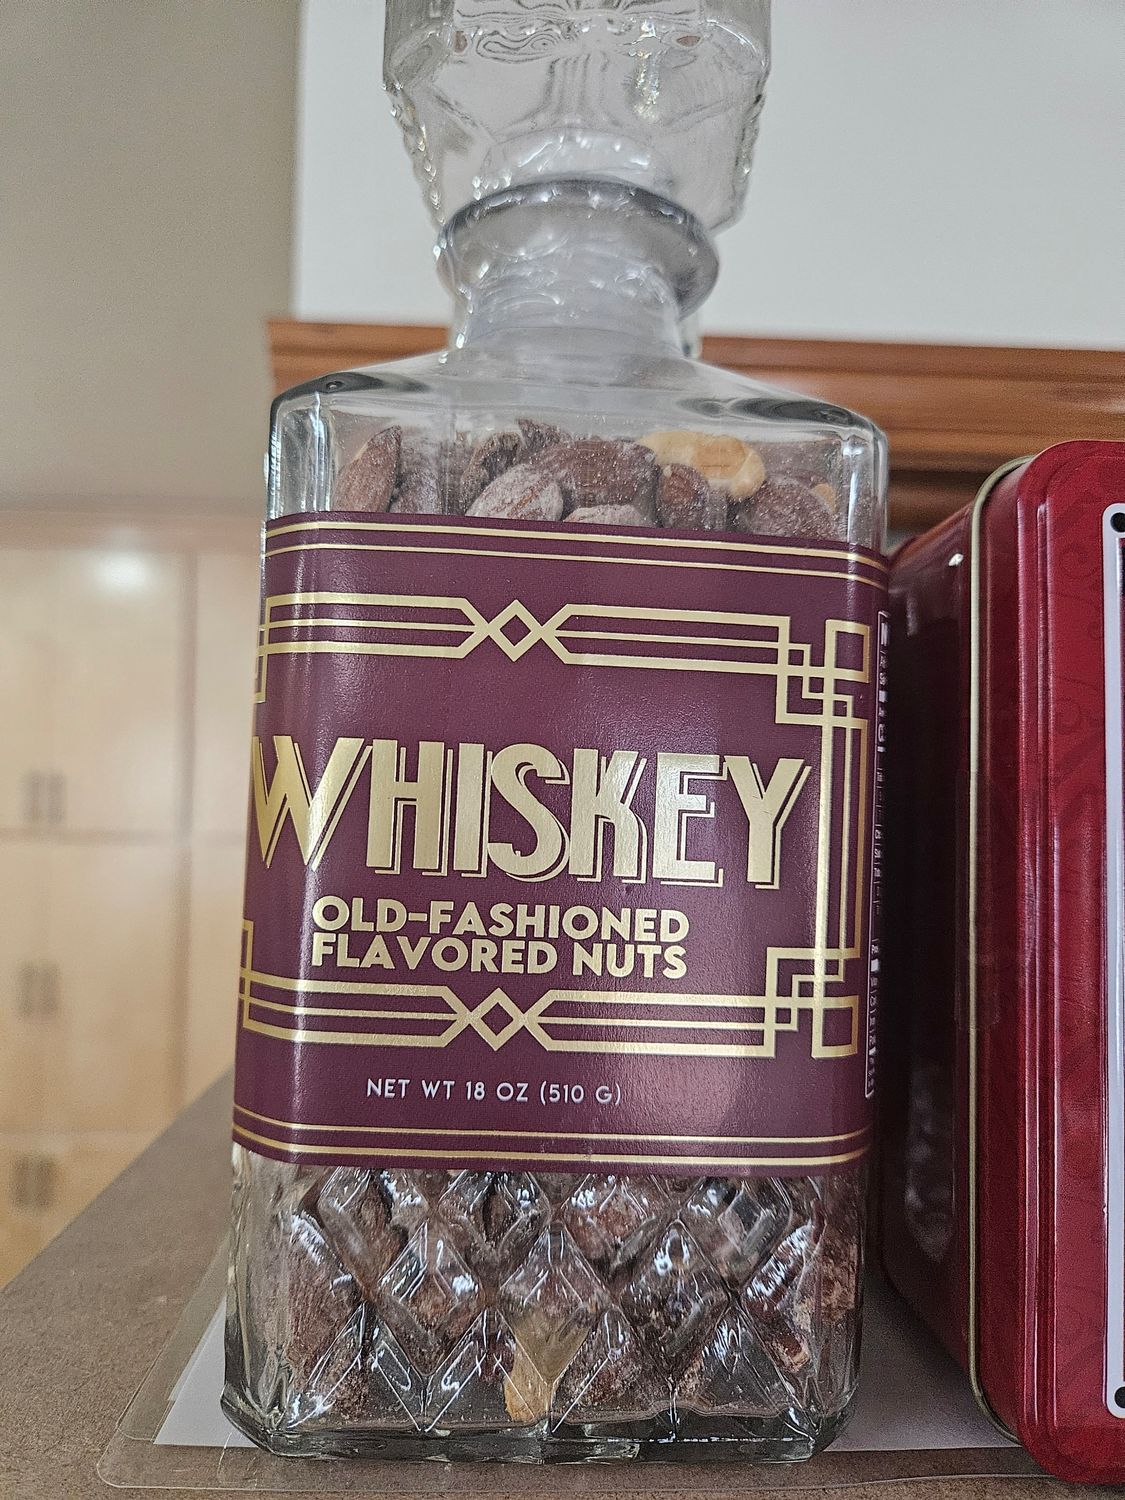 WHISKEY
OLD-FASHIONED
FLAVORED NUTS
NET WT 18 OZ (510 G)